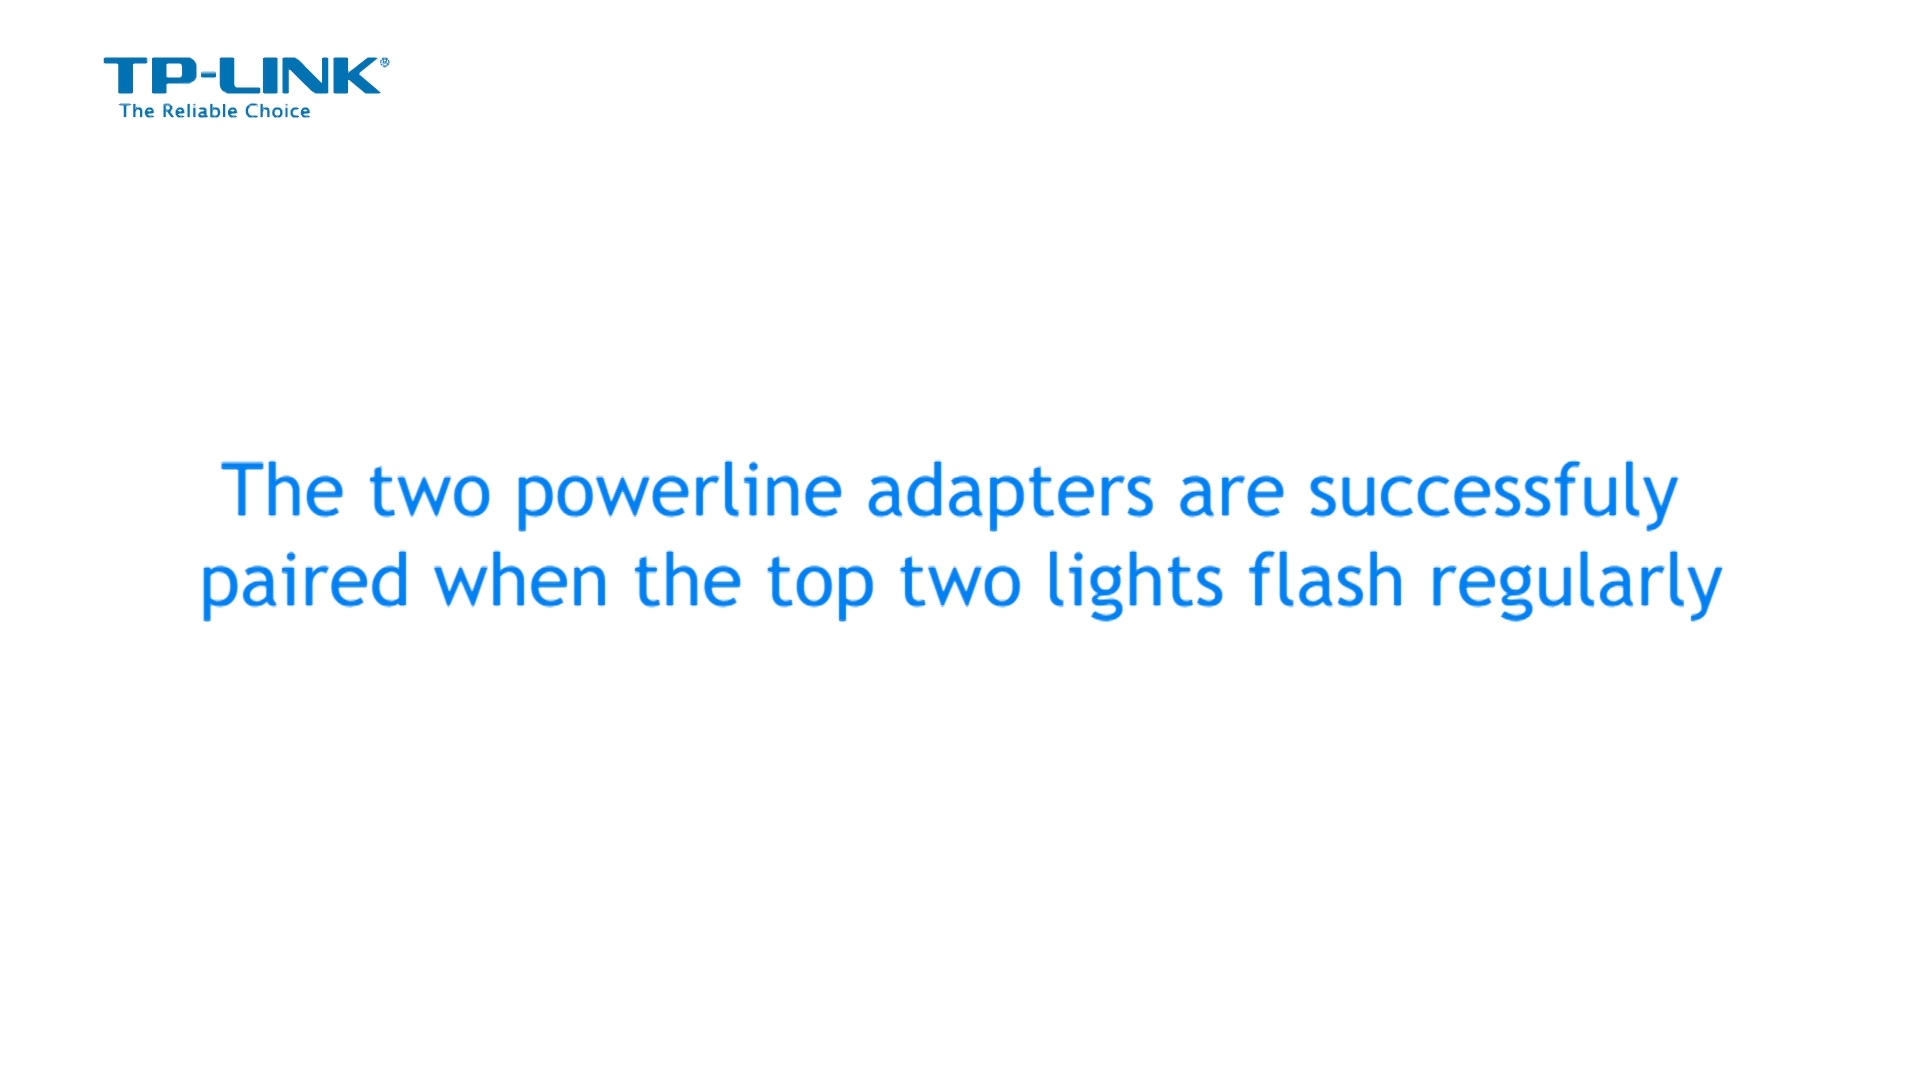 TP-LINK®
The Reliable Choice
The two powerline adapters are successfuly
paired when the top two lights flash regularly